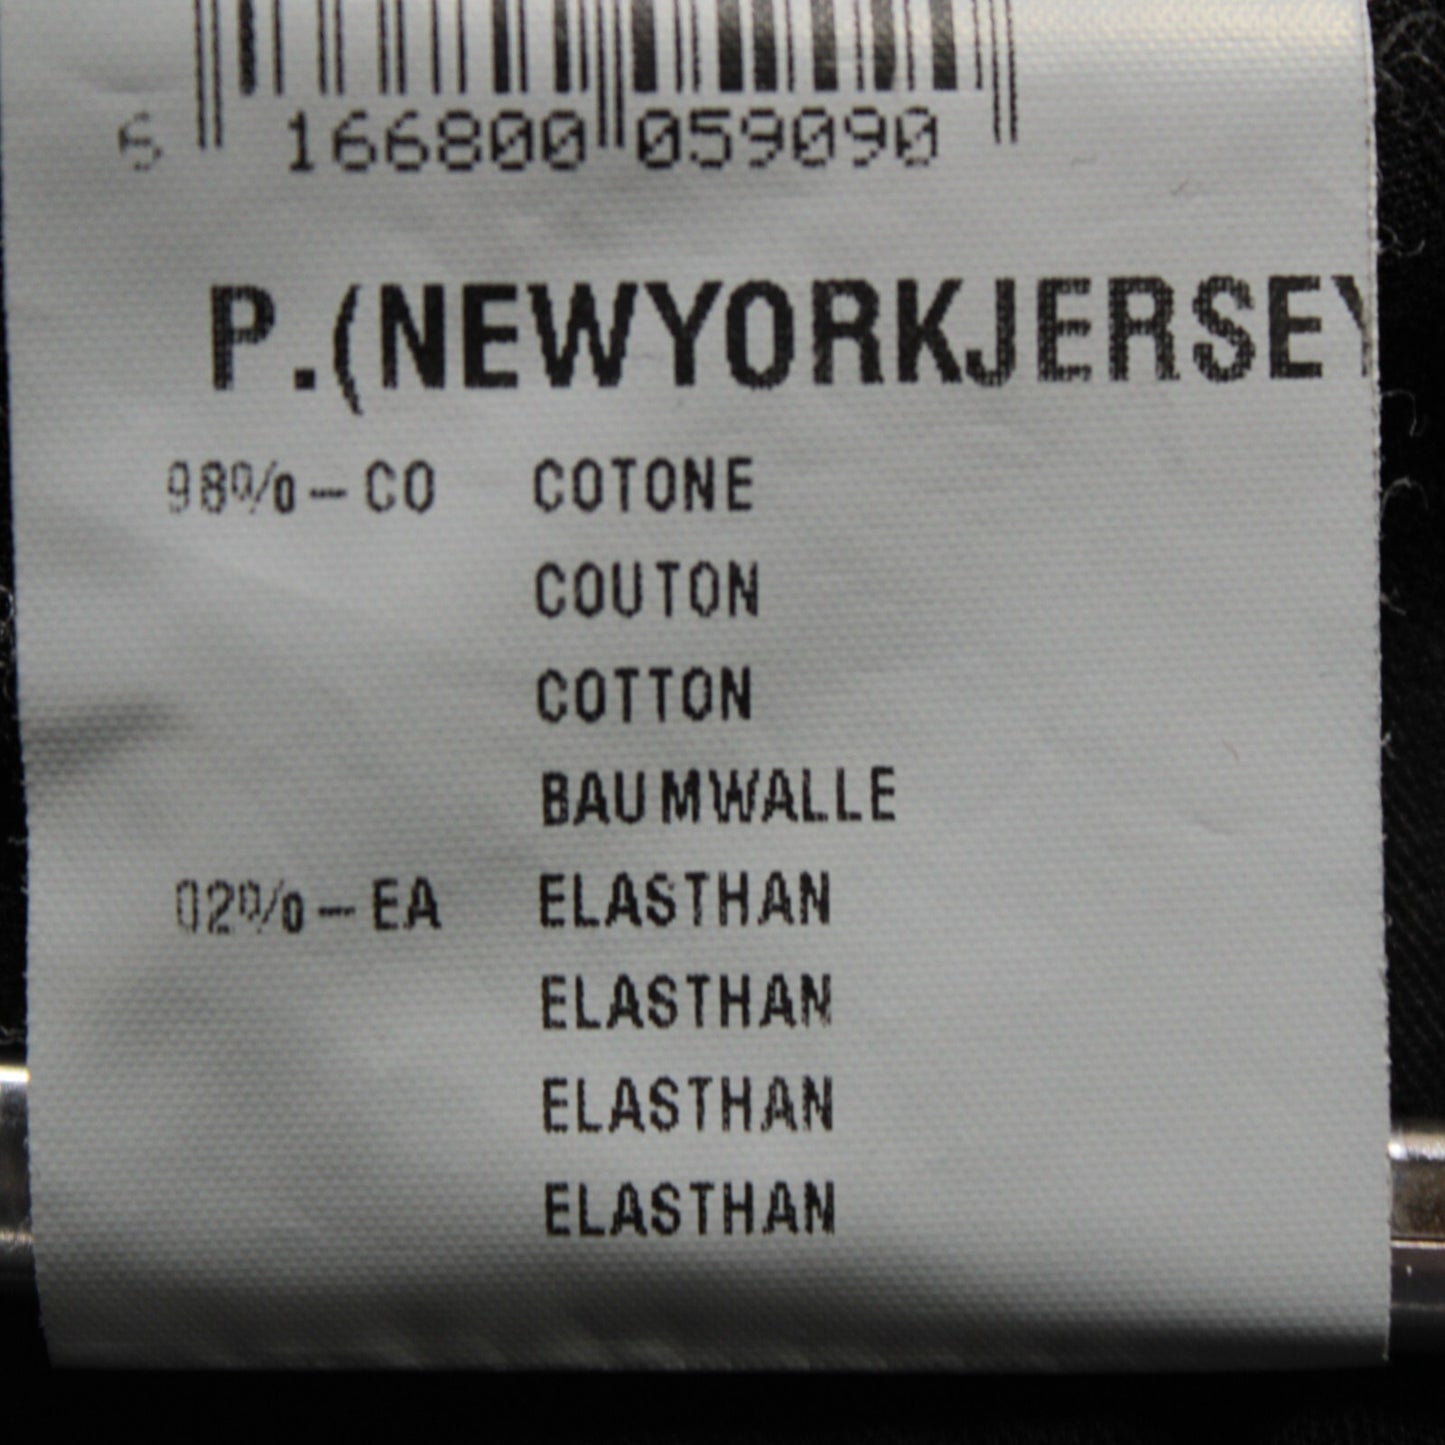 6 166800 059090
P.(NEWYORKJERSEY
98%-CO COTONE
COUTON
COTTON
BAUMWALLE
02%-EA ELASTHAN
ELASTHAN
ELASTHAN
ELASTHAN